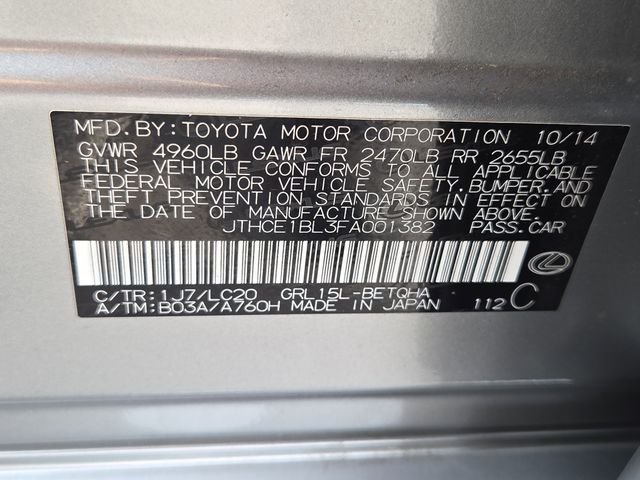 MFD.BY:TOYOTA MOTOR CORPORATION 10/14
GVWR 4960LB GAWR FR 2470LB RR 2655LB
THIS VEHICLE CONFORMS TO ALL APPLICABLE
FEDERAL MOTOR VEHICLE SAFETY,BUMPER,AND
THEFT PREVENTION STANDARDS IN EFFECT ON
THE DATE OF MANUFACTURE SHOWN ABOVE.
JTHCE1BL3FA001382 PASS.CAR
C/TR:1J7/LC20 GRL15L-BETQHA
A/TM:B03A/A760H MADE IN JAPAN 112 C